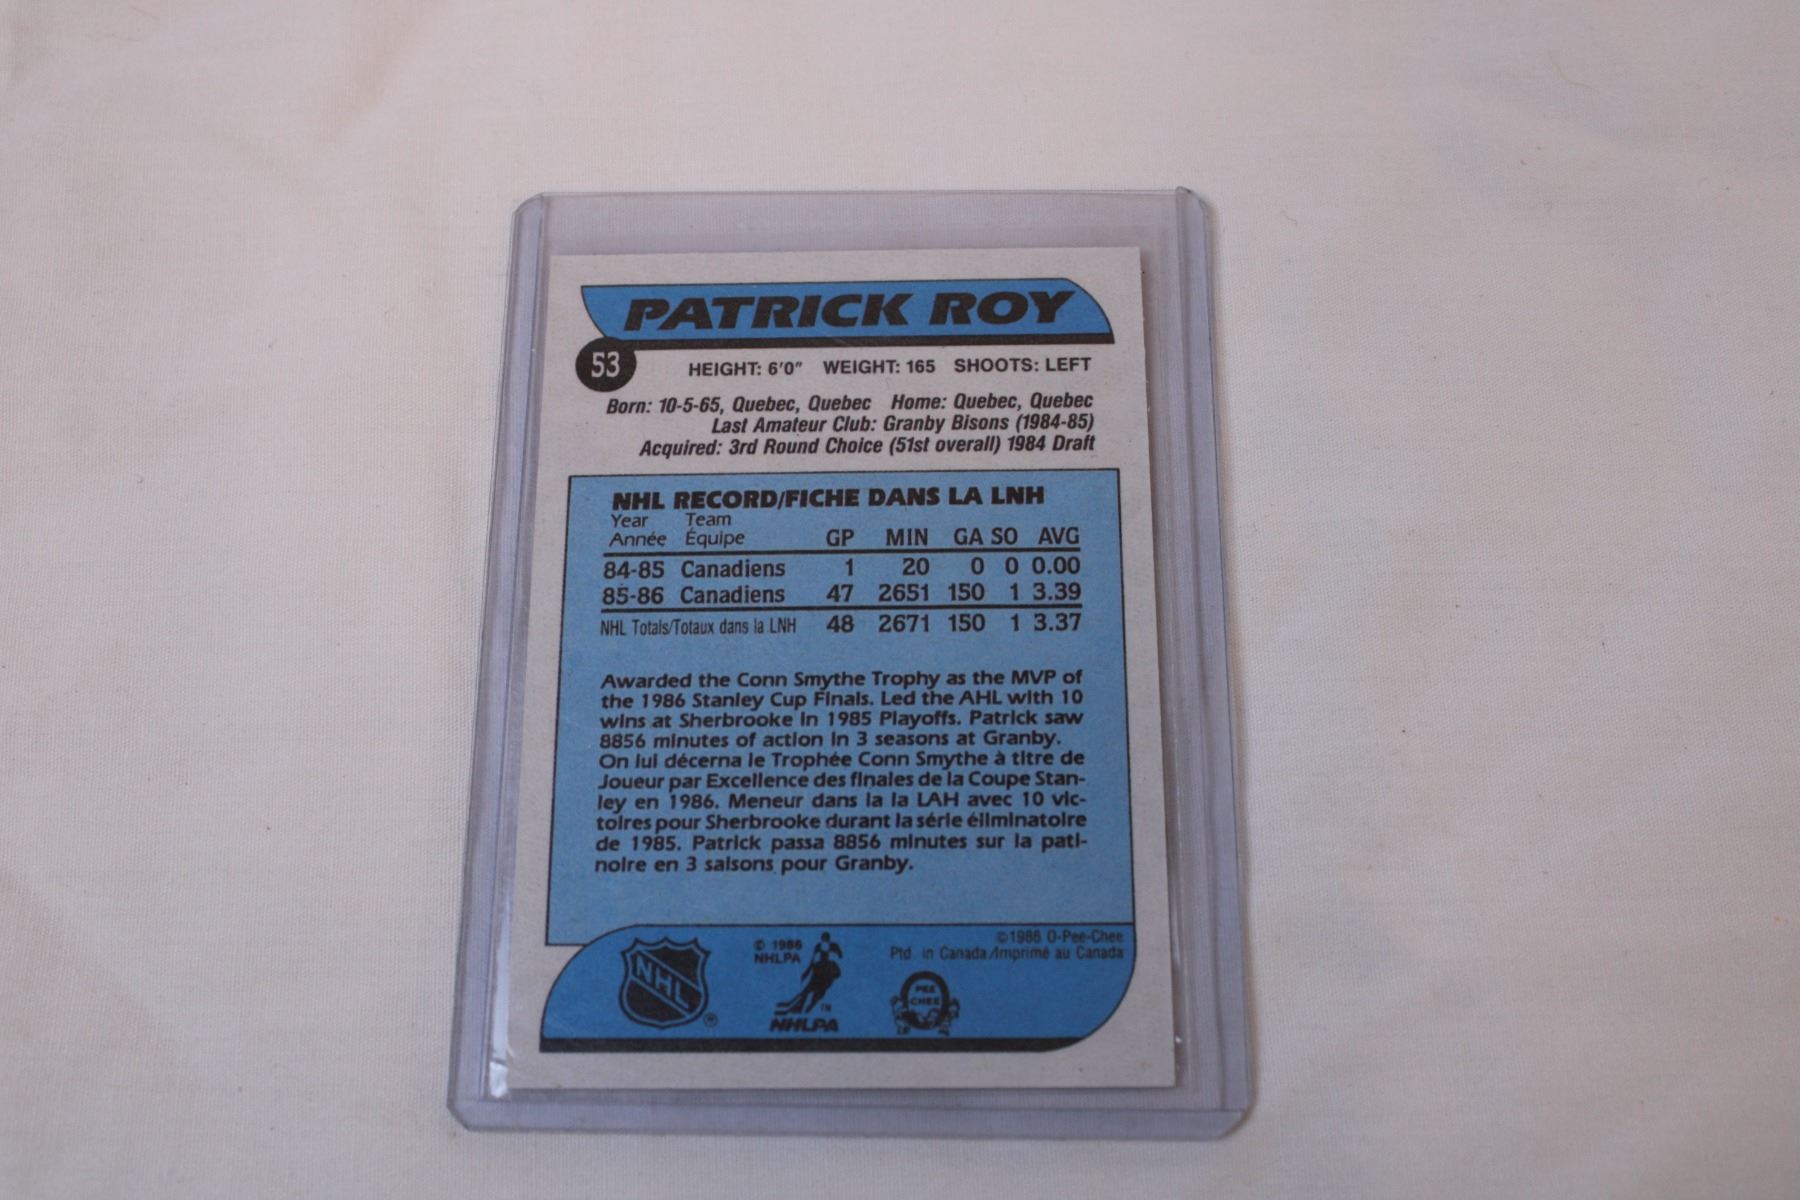 PATRICK ROY
53
HEIGHT: 6'0" WEIGHT: 165 SHOOTS: LEFT
Born: 10-5-65, Quebec, Quebec Home: Quebec, Quebec
Last Amateur Club: Granby Bisons (1984-85)
Acquired: 3rd Round Choice (51st overall) 1984 Draft
NHL RECORD/FICHE DANS LA LNH
Year Team
Année Équipe GP MIN GA SO AVG
84-85 Canadiens 1 20 0 0 0.00
85-86 Canadiens 47 2651 150 1 3.39
NHL Totals/Totaux dans la LNH 48 2671 150 1 3.37
Awarded the Conn Smythe Trophy as the MVP of
the 1986 Stanley Cup Finals. Led the AHL with 10
wins at Sherbrooke in 1985 Playoffs. Patrick saw
8856 minutes of action in 3 seasons at Granby.
On lui décerna le Trophée Conn Smythe à titre de
Joueur par Excellence des finales de la Coupe Stan-
ley en 1986. Meneur dans la la LAH avec 10 vic-
toires pour Sherbrooke durant la série éliminatoire
de 1985. Patrick passa 8856 minutes sur la pati-
noire en 3 saisons pour Granby.
©1986 O-Pee-Chee
Ptd. in Canada/Imprimé au Canada
© 1986
NHLPA
NHL
®
TM
NHLPA
PEE
CHEE